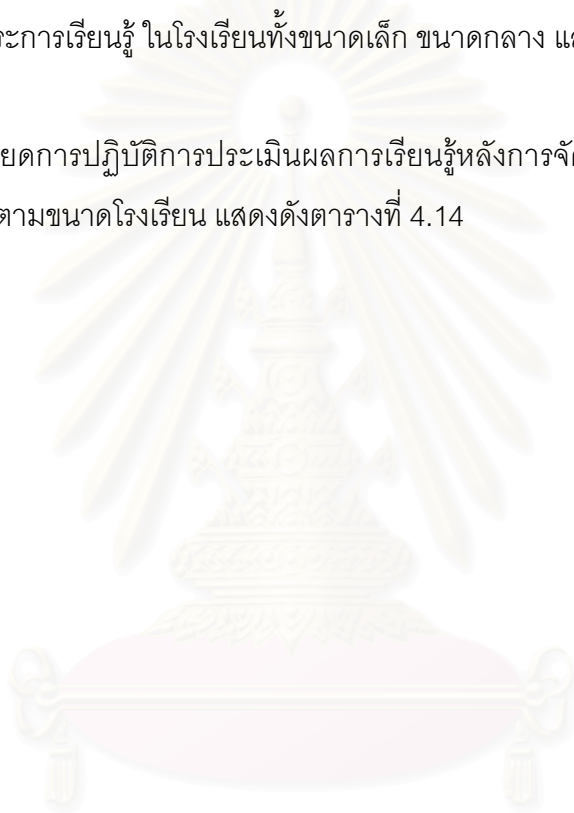 ระการเรียนรู้ ในโรงเรียนทั้งขนาดเล็ก ขนาดกลาง แล
ยดการปฏิบัติการประเมินผลการเรียนรู้หลังการจัด
ตามขนาดโรงเรียน แสดงดังตารางที่ 4.14